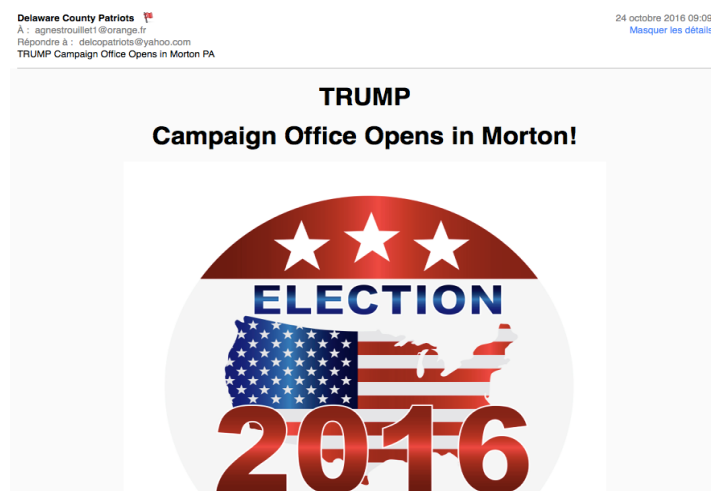 Delaware County Patriots
24 octobre 2016 09:09
À : agnestrouillet1@orange.fr
Masquer les détails
Répondre à : delcopatriots@yahoo.com
TRUMP Campaign Office Opens in Morton PA
TRUMP
Campaign Office Opens in Morton!
ELECTION
2016